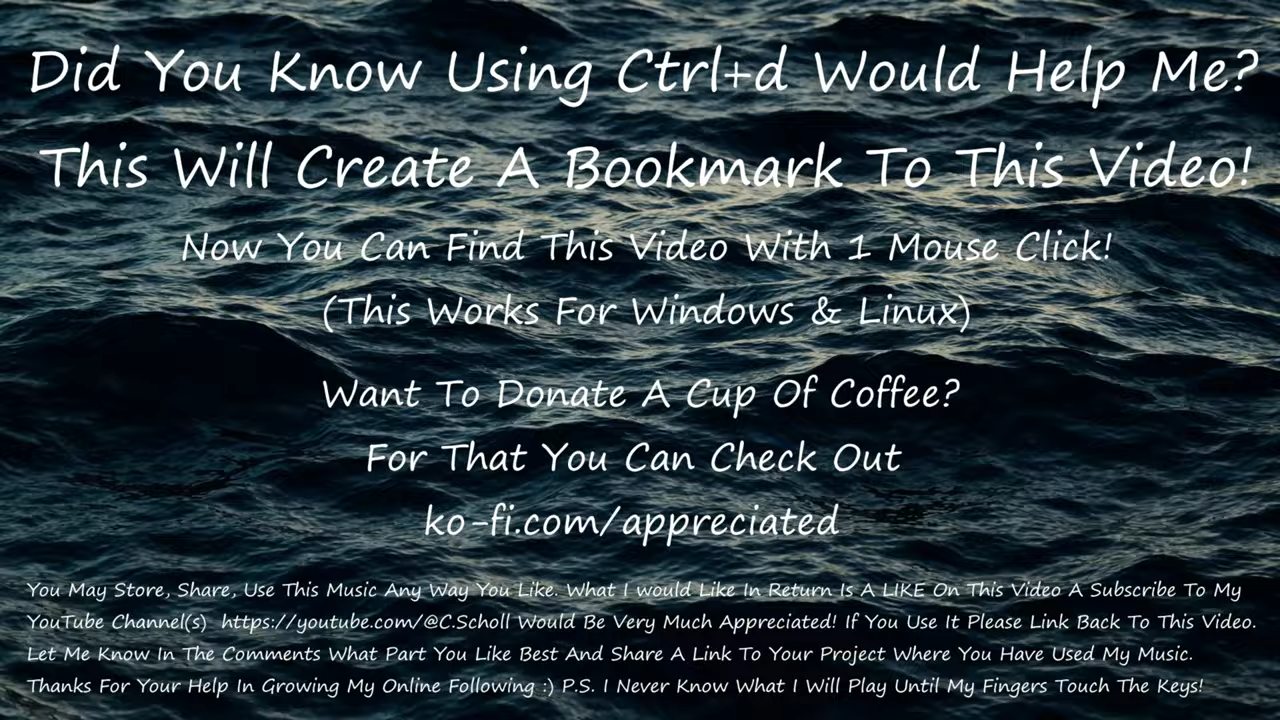 Did You Know Using Ctrl+d Would Help Me?
This Will Create A Bookmark To This Video!
Now You Can Find This Video With 1 Mouse Click!
(This Works For Windows & Linux)
Want To Donate A Cup Of Coffee?
For That You Can Check Out
ko-fi.com/appreciated
You May Store, Share, Use This Music Any Way You Like. What I would Like In Return Is A LIKE On This Video A Subscribe To My
YouTube Channel(s)  https://youtube.com/@C.Scholl Would Be Very Much Appreciated! If You Use It Please Link Back To This Video.
Let Me Know In The Comments What Part You Like Best And Share A Link To Your Project Where You Have Used My Music.
Thanks For Your Help In Growing My Online Following :) P.S. I Never Know What I Will Play Until My Fingers Touch The Keys!